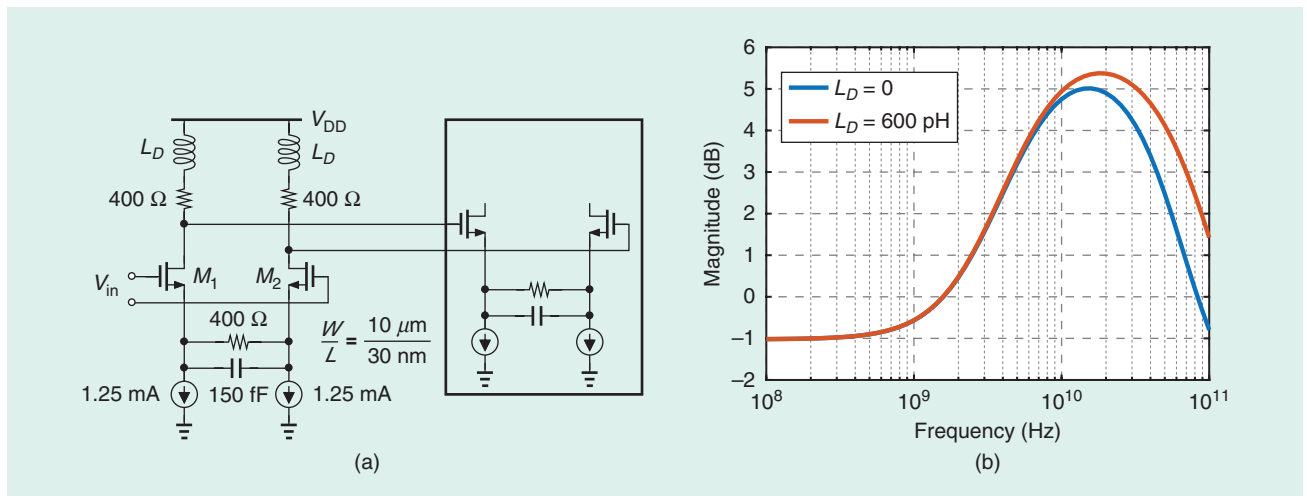 V_DD
L_D
L_D
400 Ω
400 Ω
V_in
M_1
M_2
400 Ω
W/L = 10 μm/30 nm
1.25 mA
150 fF
1.25 mA
(a)
Magnitude (dB)
6
5
4
3
2
1
0
−1
−2
L_D = 0
L_D = 600 pH
10^8
10^9
10^10
10^11
Frequency (Hz)
(b)